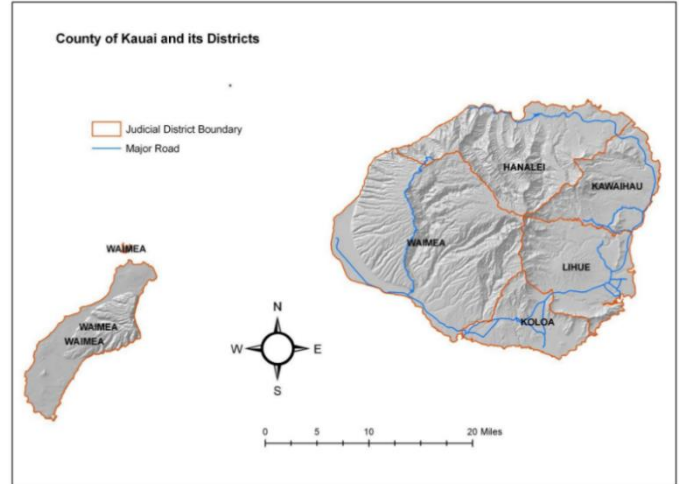 County of Kauai and its Districts
Judicial District Boundary
Major Road
HANALEI
KAWAIHAU
WAIMEA
WAIMEA
LIHUE
WAIMEA
WAIMEA
KOLOA
N
W E
S
0 5 10 20 Miles